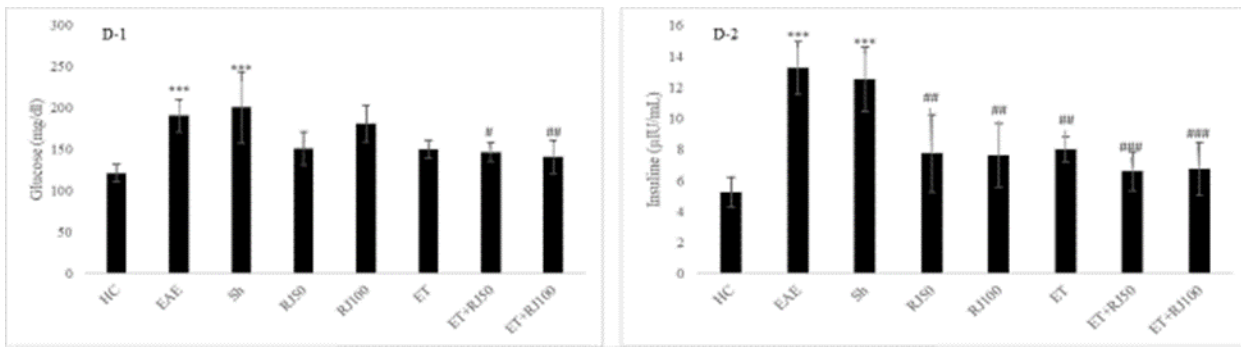 D-1
Glucose (mg/dl)
300
250
200
150
100
50
0
***
***
#
##
HC
EAE
Sh
RJ50
RJ100
ET
ET+RJ50
ET+RJ100
D-2
Insuline (µIU/mL)
16
14
12
10
8
6
4
2
0
***
***
##
##
##
###
###
HC
EAE
Sh
RJ50
RJ100
ET
ET+RJ50
ET+RJ100